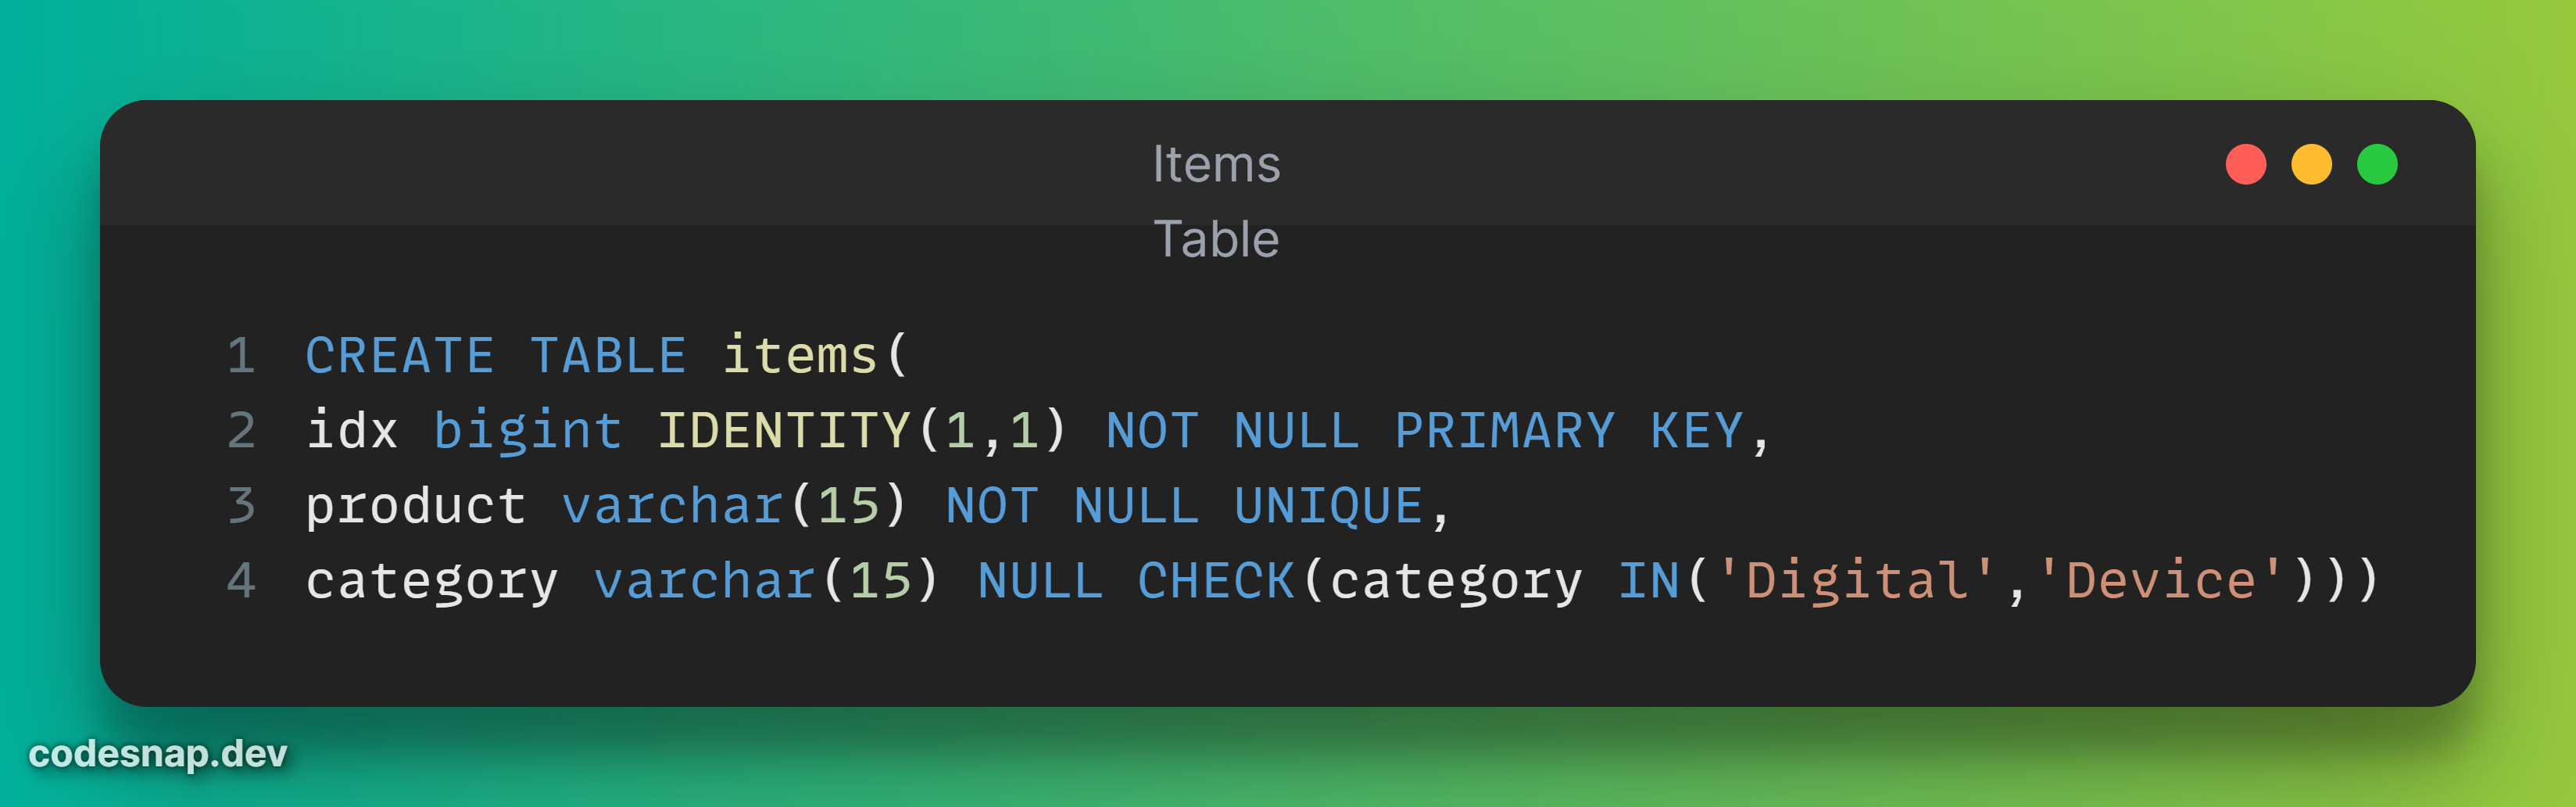 Items
Table
1 CREATE TABLE items(
2 idx bigint IDENTITY(1,1) NOT NULL PRIMARY KEY,
3 product varchar(15) NOT NULL UNIQUE,
4 category varchar(15) NULL CHECK(category IN('Digital','Device')))
codesnap.dev